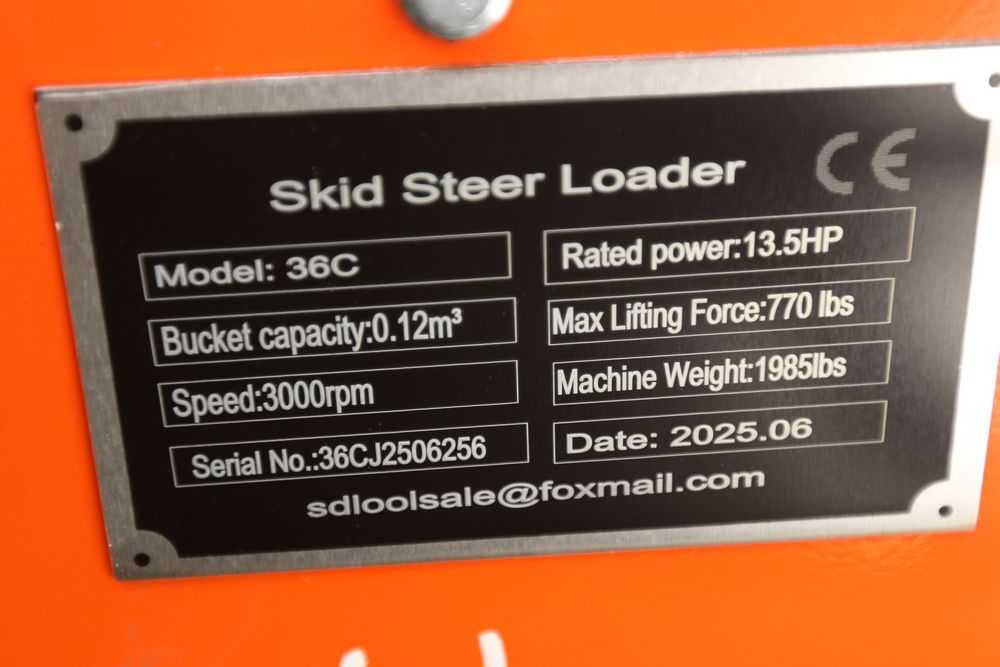 CE
Skid Steer Loader
Model: 36C
Rated power:13.5HP
Bucket capacity:0.12m³
Max Lifting Force:770 lbs
Speed:3000rpm
Machine Weight:1985lbs
Serial No.:36CJ2506256
Date: 2025.06
sdloolsale@foxmail.com